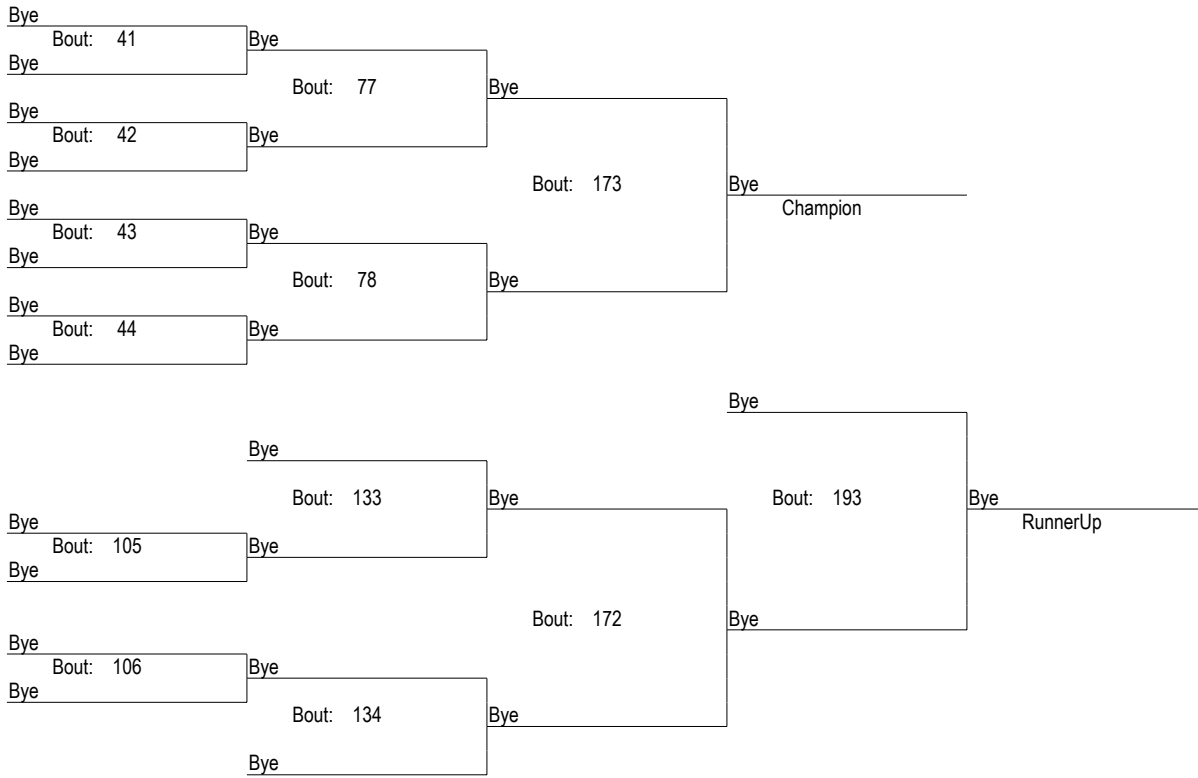 Bye
Bout: 41 Bye
Bye
Bout: 77 Bye
Bye
Bout: 42 Bye
Bye
Bout: 173 Bye
Champion
Bye
Bout: 43 Bye
Bye
Bout: 78 Bye
Bye
Bout: 44 Bye
Bye
Bye
Bye
Bout: 133 Bye Bout: 193 Bye
RunnerUp
Bye
Bout: 105 Bye
Bye
Bout: 172 Bye
Bye
Bout: 106 Bye
Bye
Bout: 134 Bye
Bye